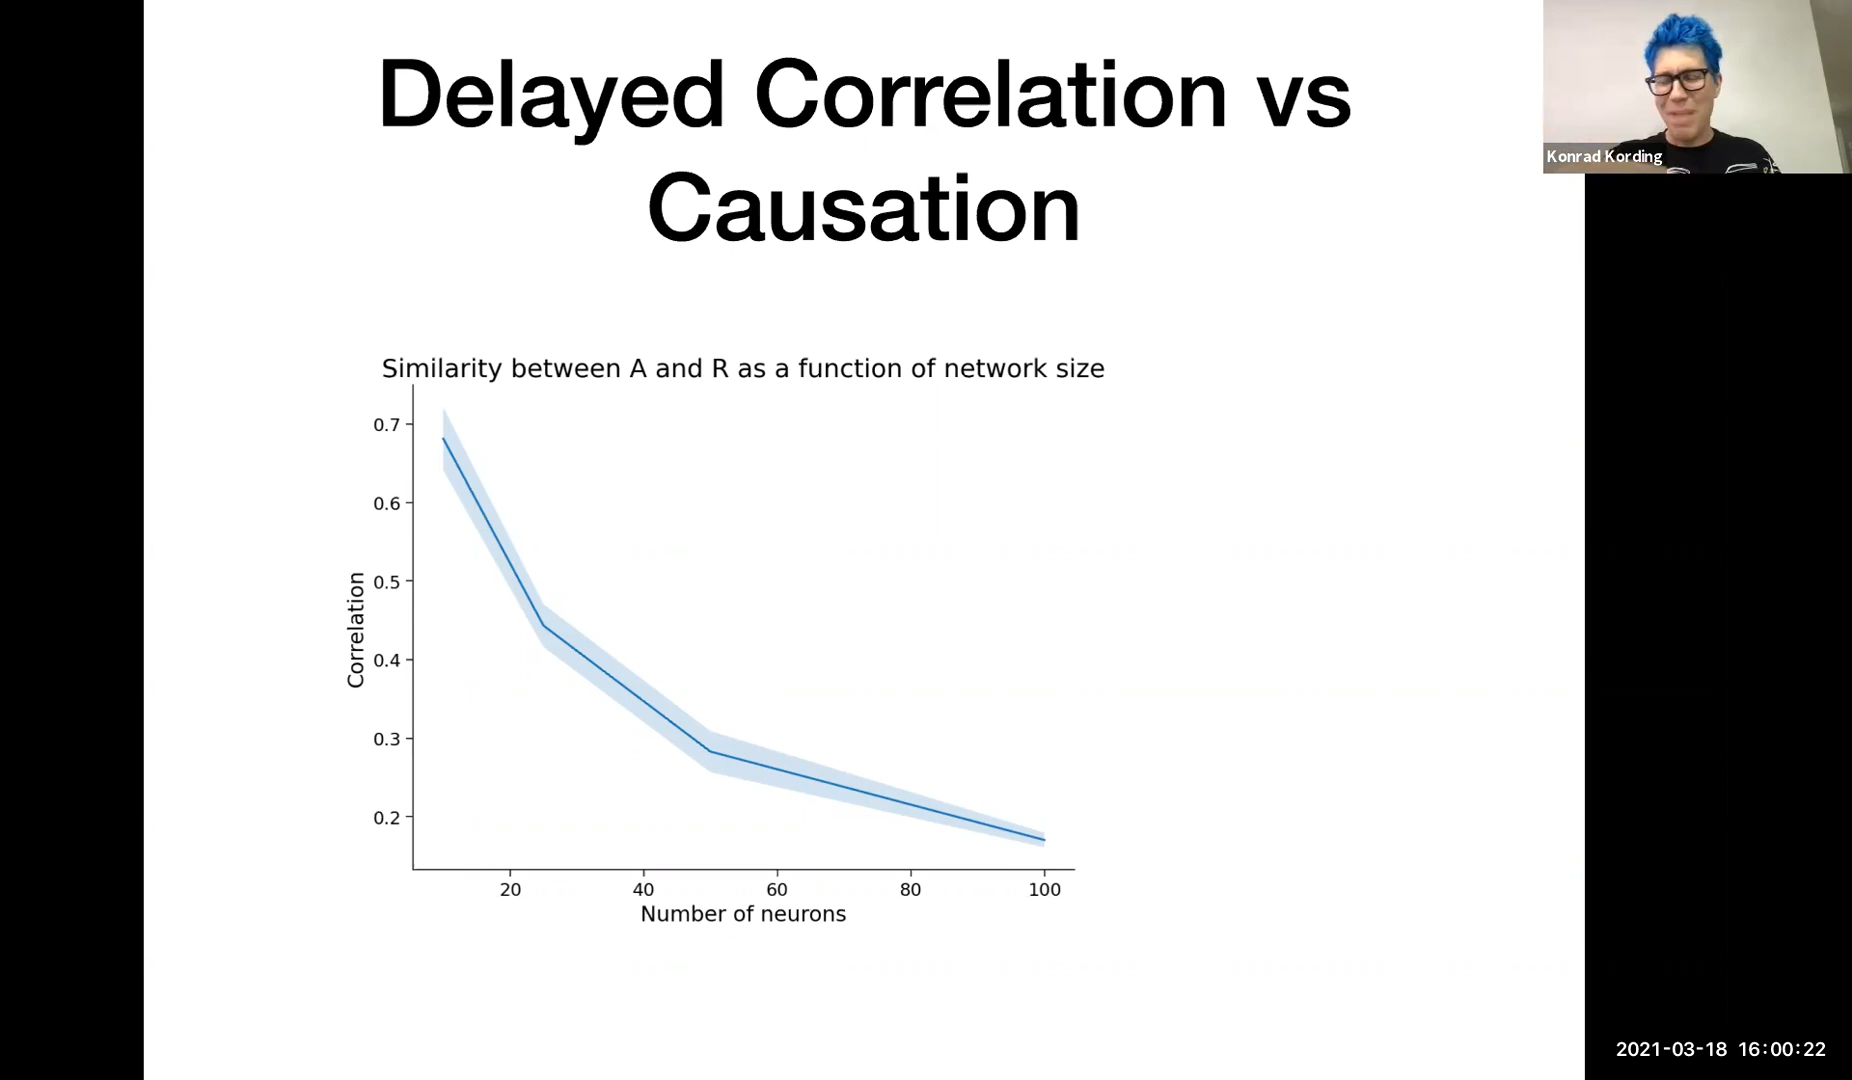 Delayed Correlation vs
Causation
Konrad Kording
Similarity between A and R as a function of network size
Correlation
0.7
0.6
0.5
0.4
0.3
0.2
20 40 60 80 100
Number of neurons
2021-03-18 16:00:22